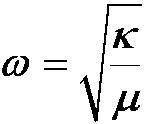 ω = √(κ/μ)